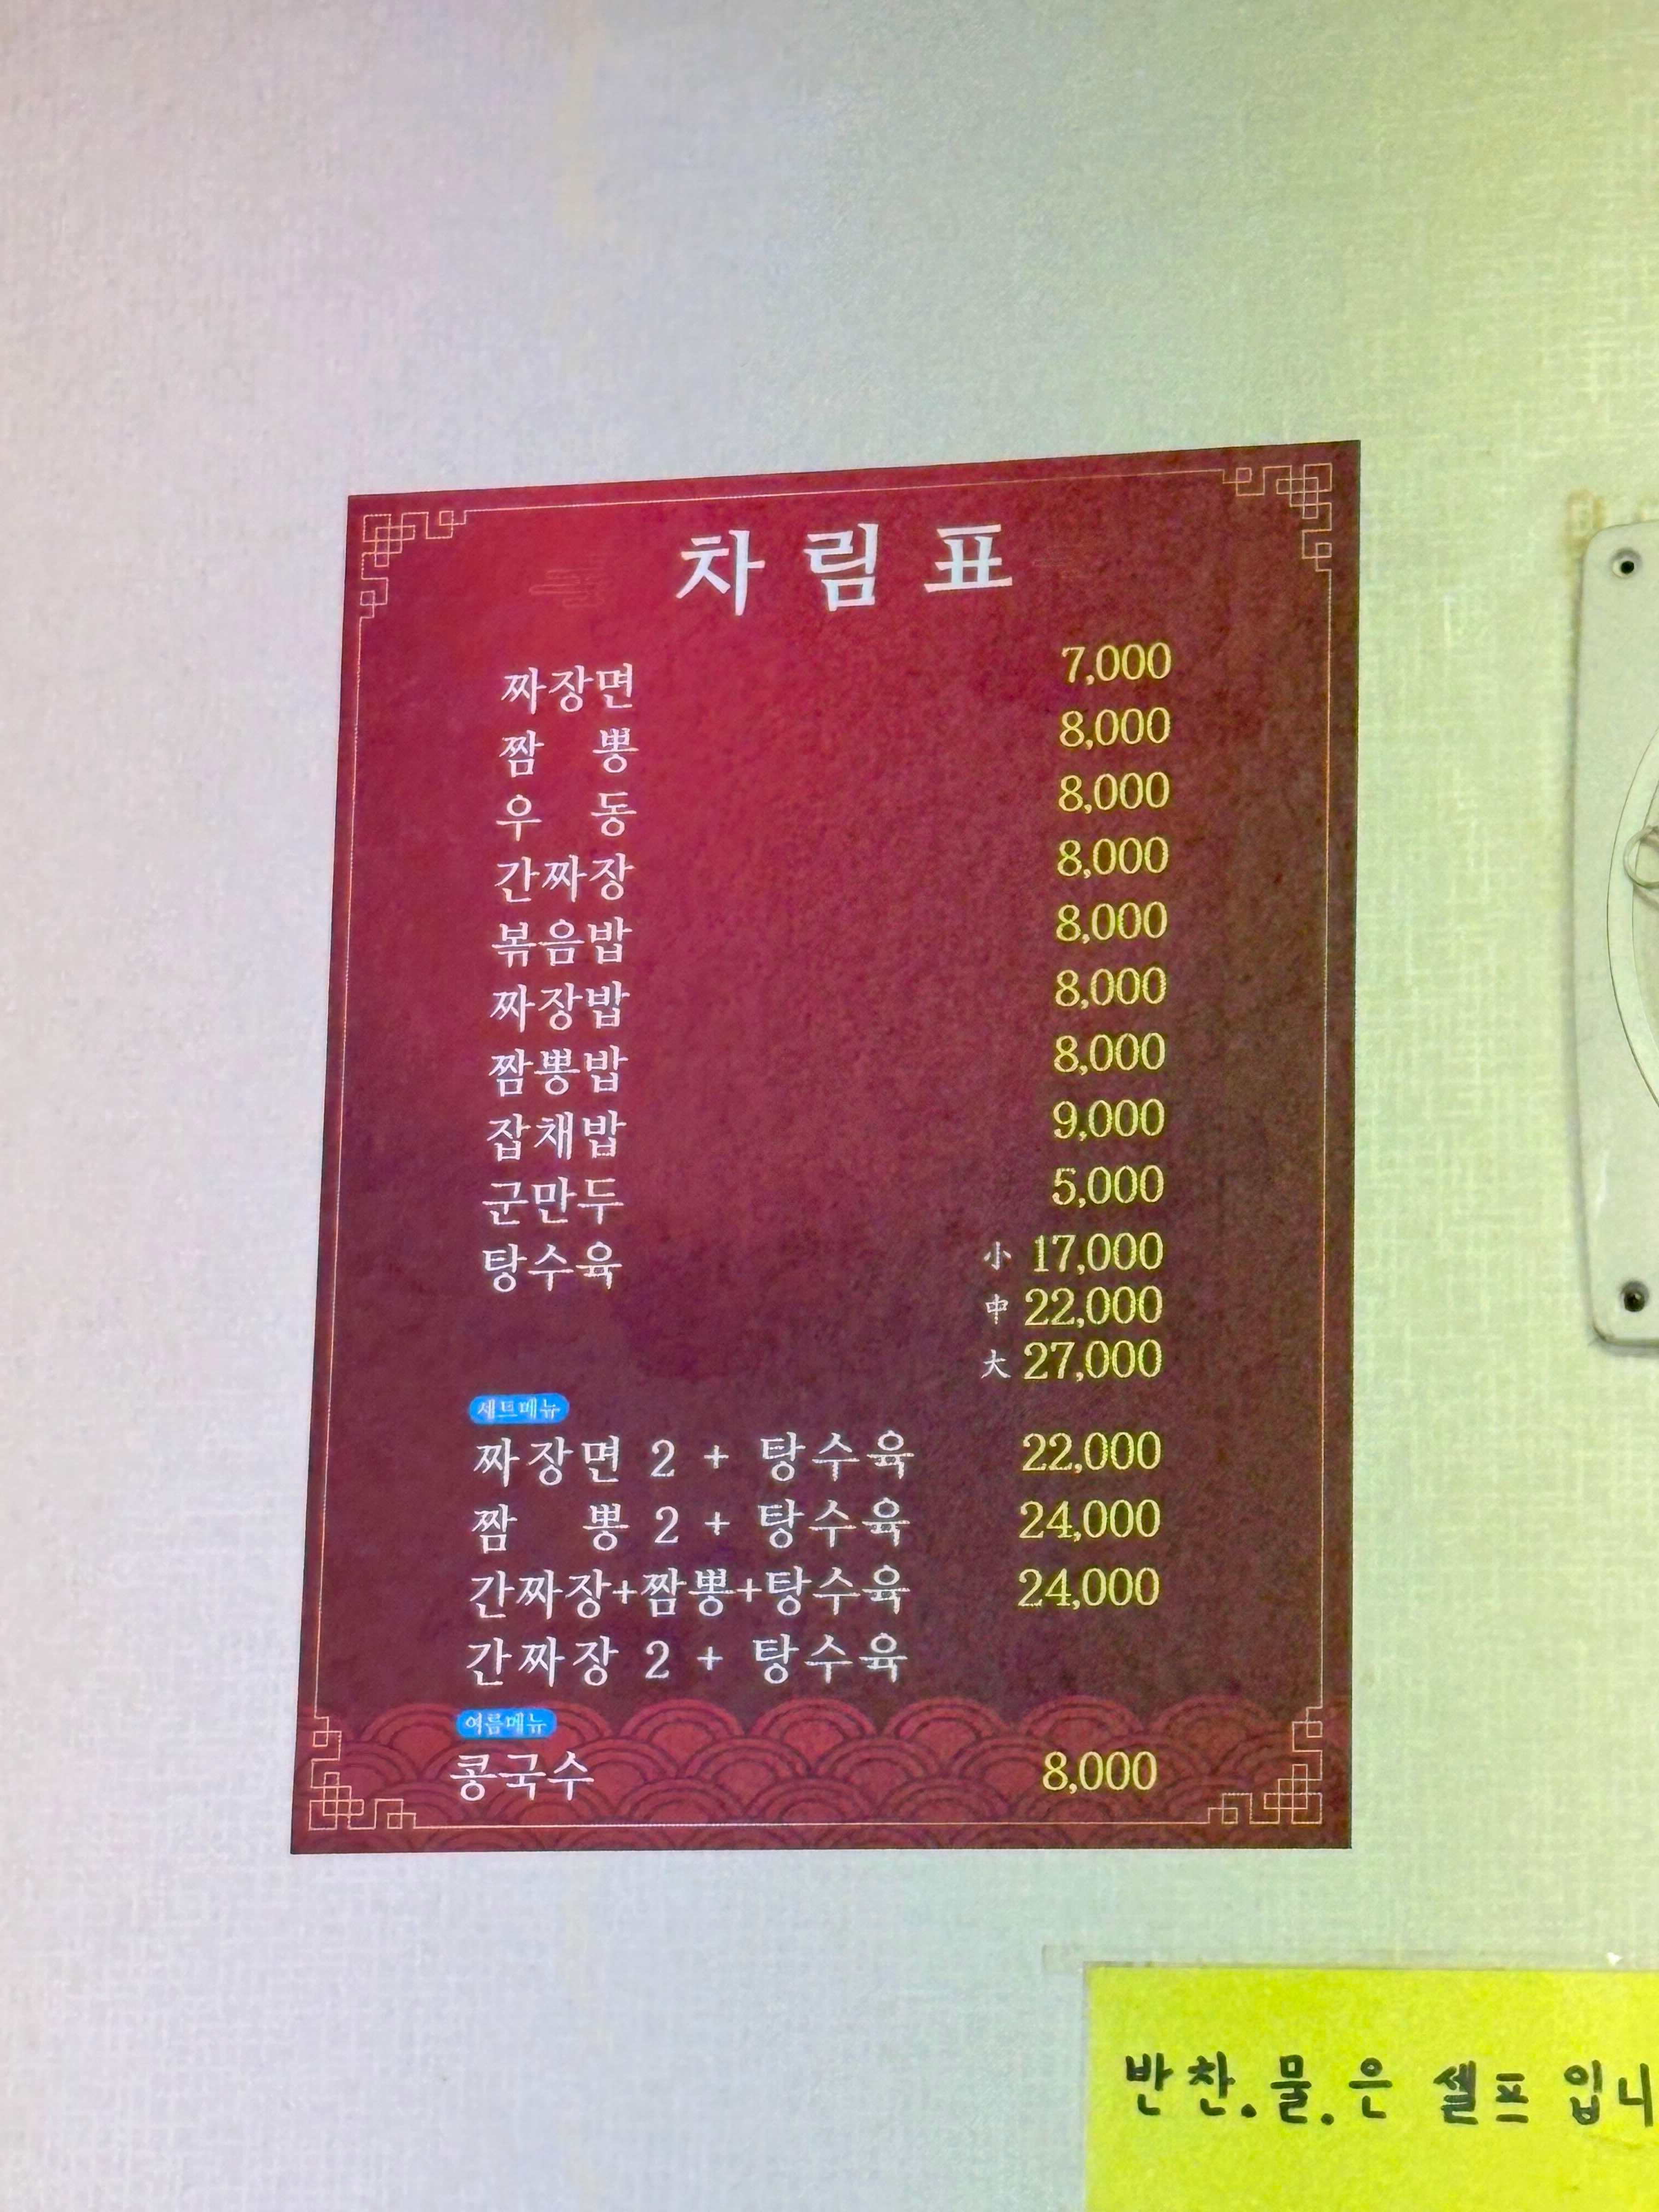 차림표
짜장면 7,000
짬뽕 8,000
우동 8,000
간짜장 8,000
볶음밥 8,000
짜장밥 8,000
짬뽕밥 8,000
잡채밥 9,000
군만두 5,000
탕수육 小 17,000
中 22,000
大 27,000
세트메뉴
짜장면 2 + 탕수육 22,000
짬뽕 2 + 탕수육 24,000
간짜장+짬뽕+탕수육 24,000
간짜장 2 + 탕수육
여름메뉴
콩국수 8,000
반찬.물.은 셀프 입니